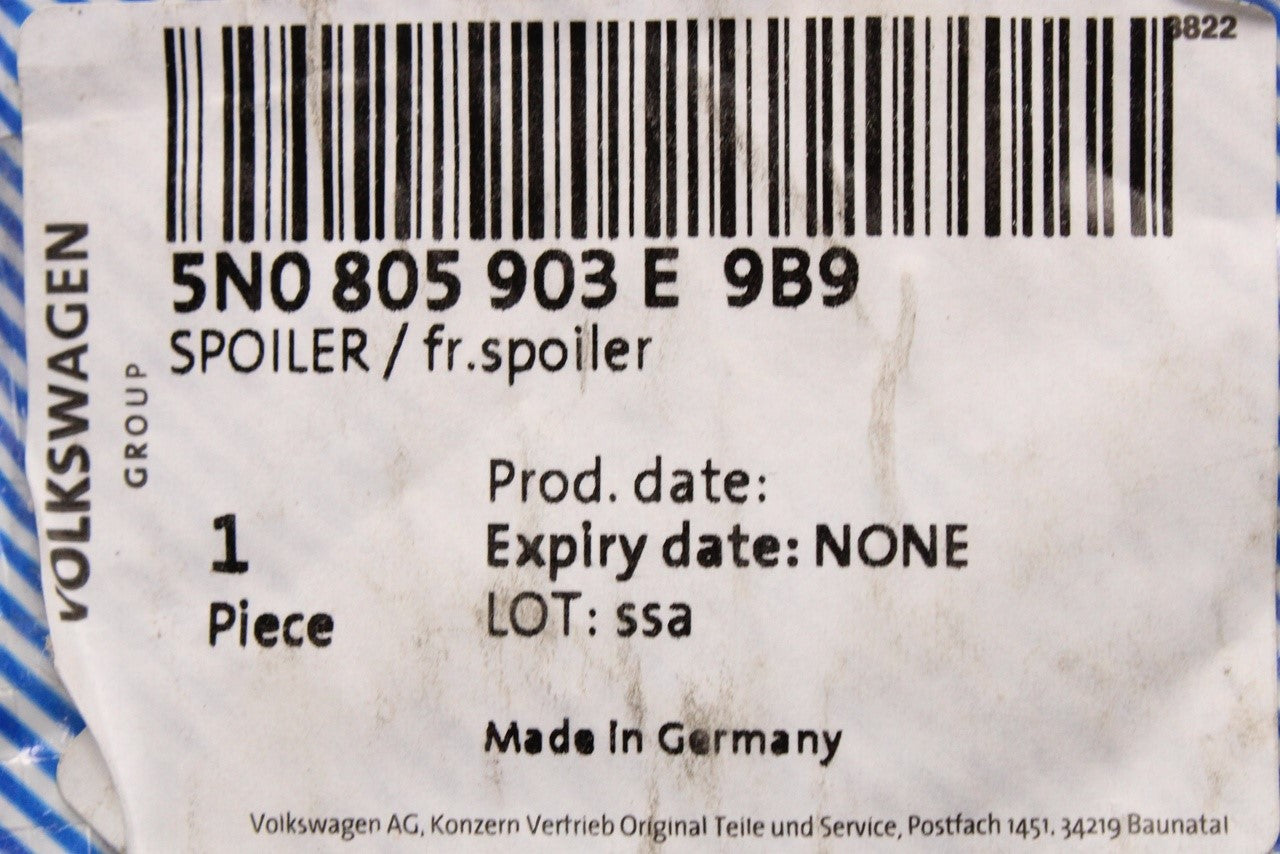 5N0 805 903 E 9B9
SPOILER / fr.spoiler
VOLKSWAGEN
GROUP
Prod. date:
1
Expiry date: NONE
Piece
LOT: ssa
Made in Germany
Volkswagen AG, Konzern Vertrieb Original Teile und Service, Postfach 1451, 34219 Baunatal